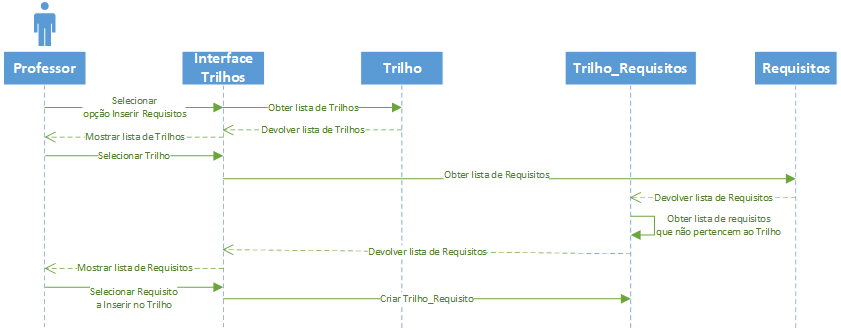 Professor
Interface
Trilhos
Trilho
Trilho_Requisitos
Requisitos
Selecionar
opção Inserir Requisitos
Obter lista de Trilhos
Devolver lista de Trilhos
Mostrar lista de Trilhos
Selecionar Trilho
Obter lista de Requisitos
Devolver lista de Requisitos
Obter lista de requisitos
que não pertencem ao Trilho
Devolver lista de Requisitos
Mostrar lista de Requisitos
Selecionar Requisito
a Inserir no Trilho
Criar Trilho_Requisito